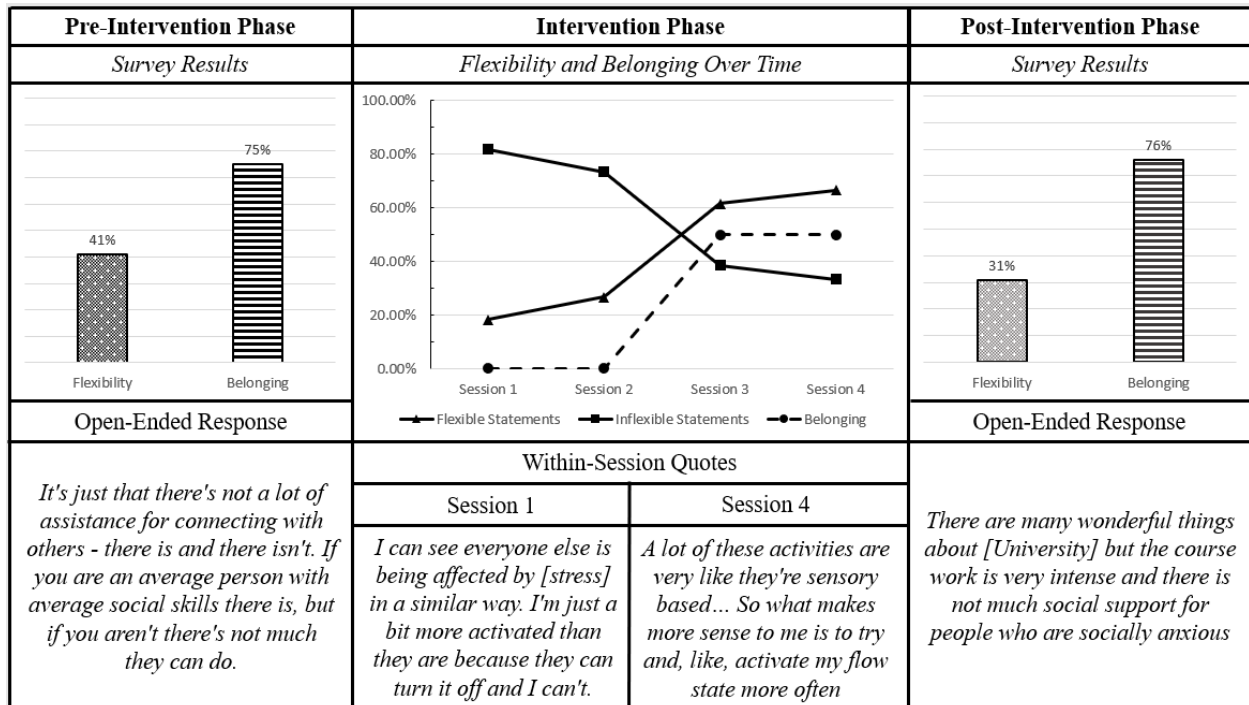 Pre-Intervention Phase
Survey Results
75%
41%
Flexibility Belonging
Open-Ended Response
It's just that there's not a lot of
assistance for connecting with
others - there is and there isn't. If
you are an average person with
average social skills there is, but
if you aren't there's not much
they can do.
Intervention Phase
Flexibility and Belonging Over Time
100.00%
80.00%
60.00%
40.00%
20.00%
0.00%
Session 1 Session 2 Session 3 Session 4
Flexible Statements Inflexible Statements Belonging
Within-Session Quotes
Session 1
I can see everyone else is
being affected by [stress]
in a similar way. I'm just a
bit more activated than
they are because they can
turn it off and I can't.
Session 4
A lot of these activities are
very like they're sensory
based... So what makes
more sense to me is to try
and, like, activate my flow
state more often
Post-Intervention Phase
Survey Results
76%
31%
Flexibility Belonging
Open-Ended Response
There are many wonderful things
about [University] but the course
work is very intense and there is
not much social support for
people who are socially anxious